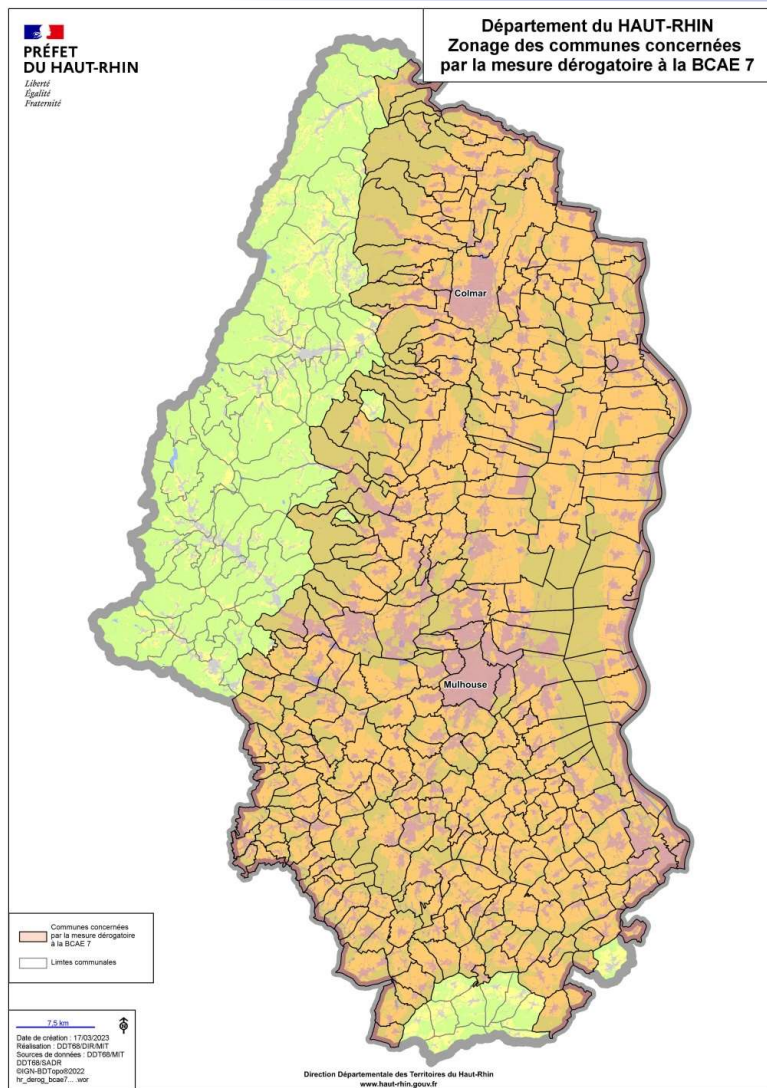 PRÉFET
DU HAUT-RHIN
Liberté
Égalité
Fraternité
Département du HAUT-RHIN
Zonage des communes concernées
par la mesure dérogatoire à la BCAE 7
Colmar
Mulhouse
Communes concernées
par la mesure dérogatoire
à la BCAE 7
Limtes communales
7,5 km
Date de création : 17/03/2023
Réalisation : DDT68/DIR/MIT
Sources de données : DDT68/MIT
DDT68/SADR
©IGN-BDTopo®2022
hr_derog_bcae7... .wor
Direction Départementale des Territoires du Haut-Rhin
www.haut-rhin.gouv.fr